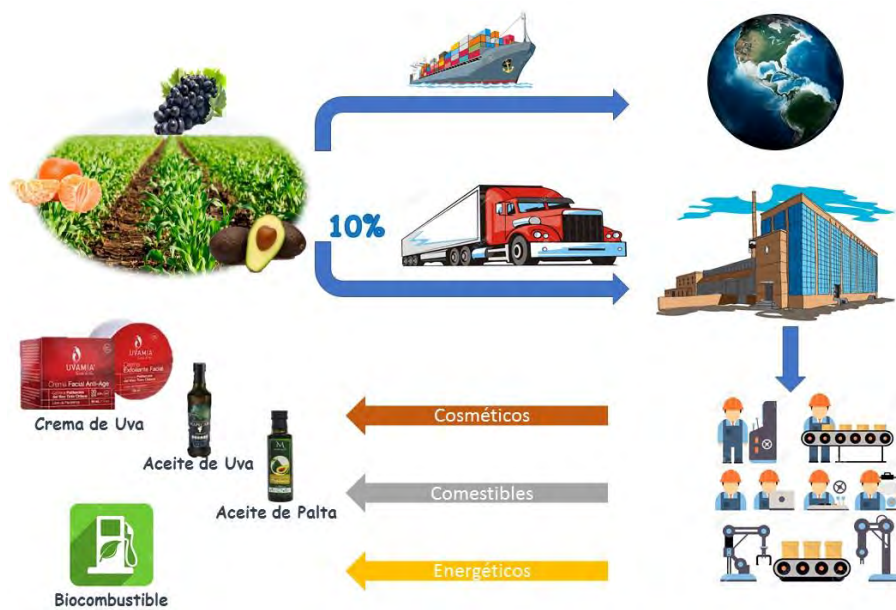 10%
UVAMIA
Crema Facial Anti-Age
UVAMIA
Crema
Exfoliante Facial
Crema de Uva
Aceite de Uva
Aceite de Palta
Biocombustible
Cosméticos
Comestibles
Energéticos